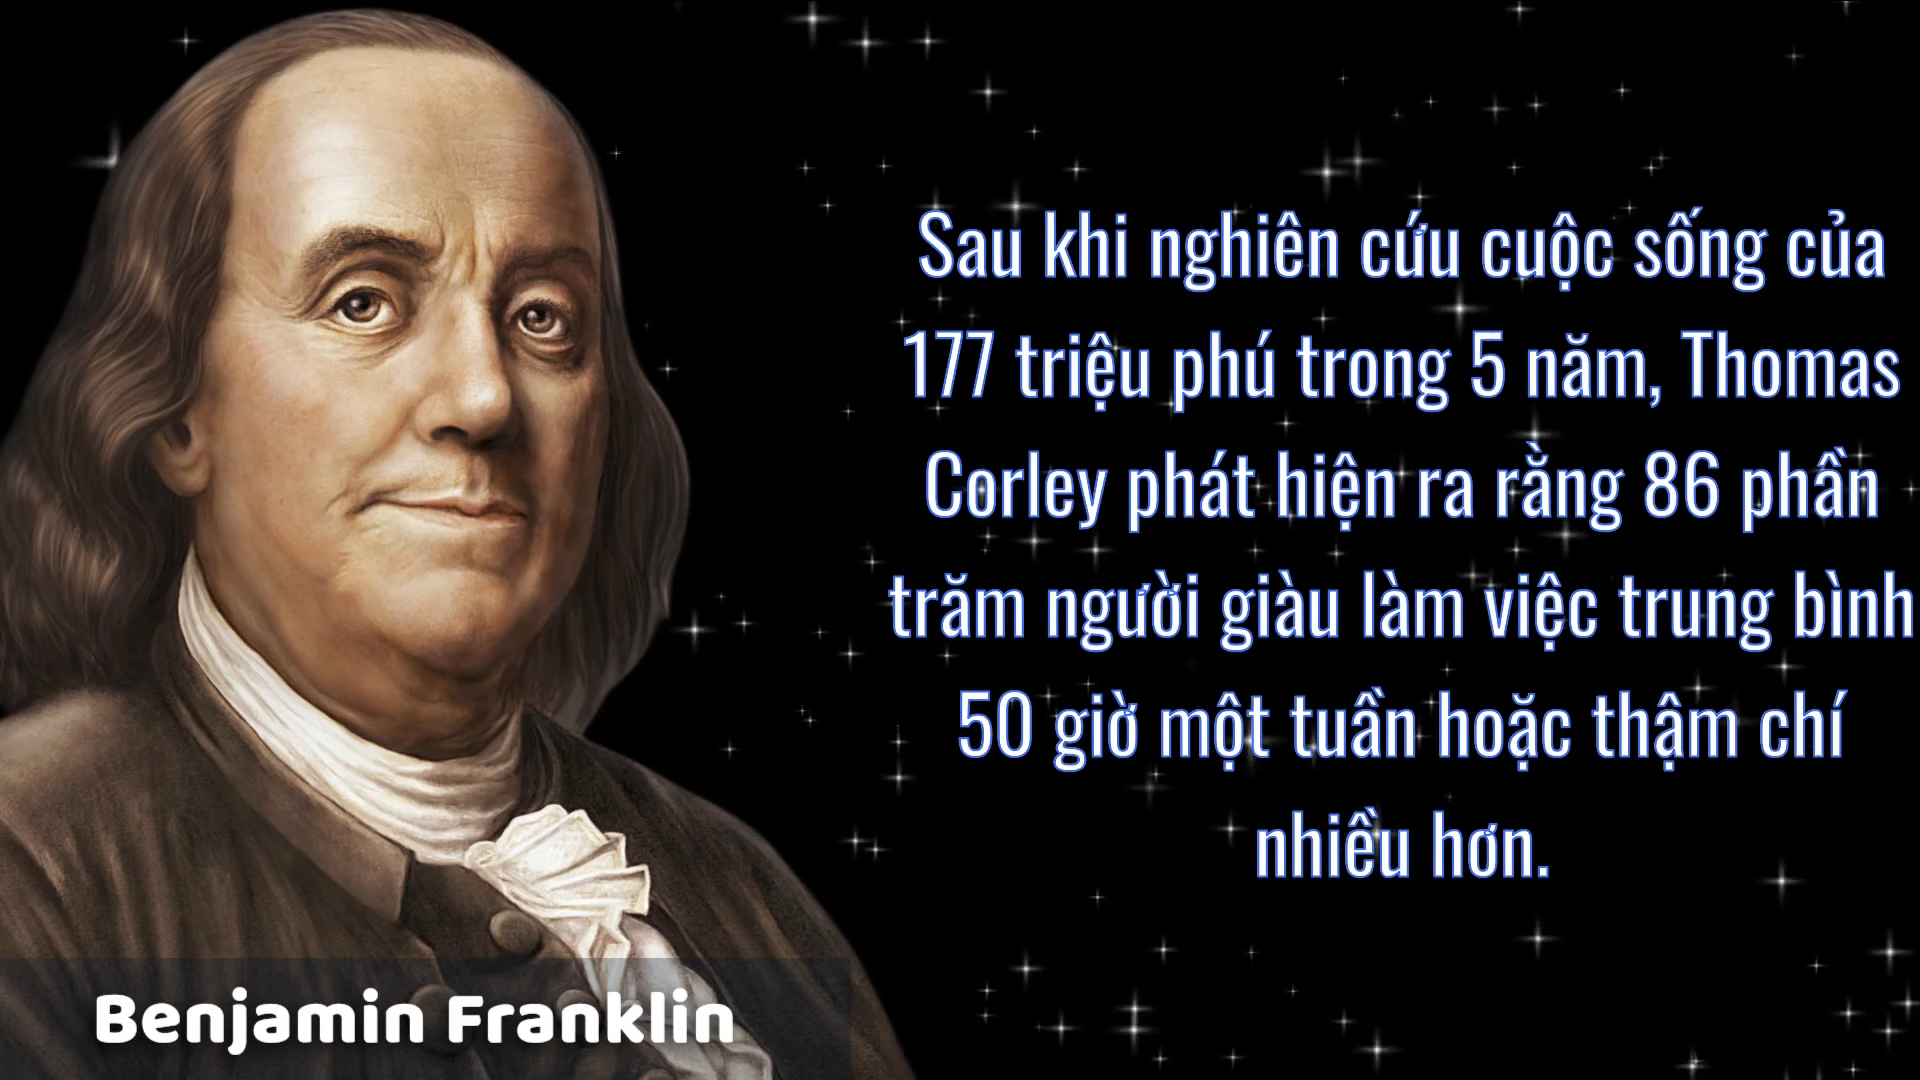 Sau khi nghiên cứu cuộc sống của
177 triệu phú trong 5 năm, Thomas
Corley phát hiện ra rằng 86 phần
trăm người giàu làm việc trung bình
50 giờ một tuần hoặc thậm chí
nhiều hơn.
Benjamin Franklin